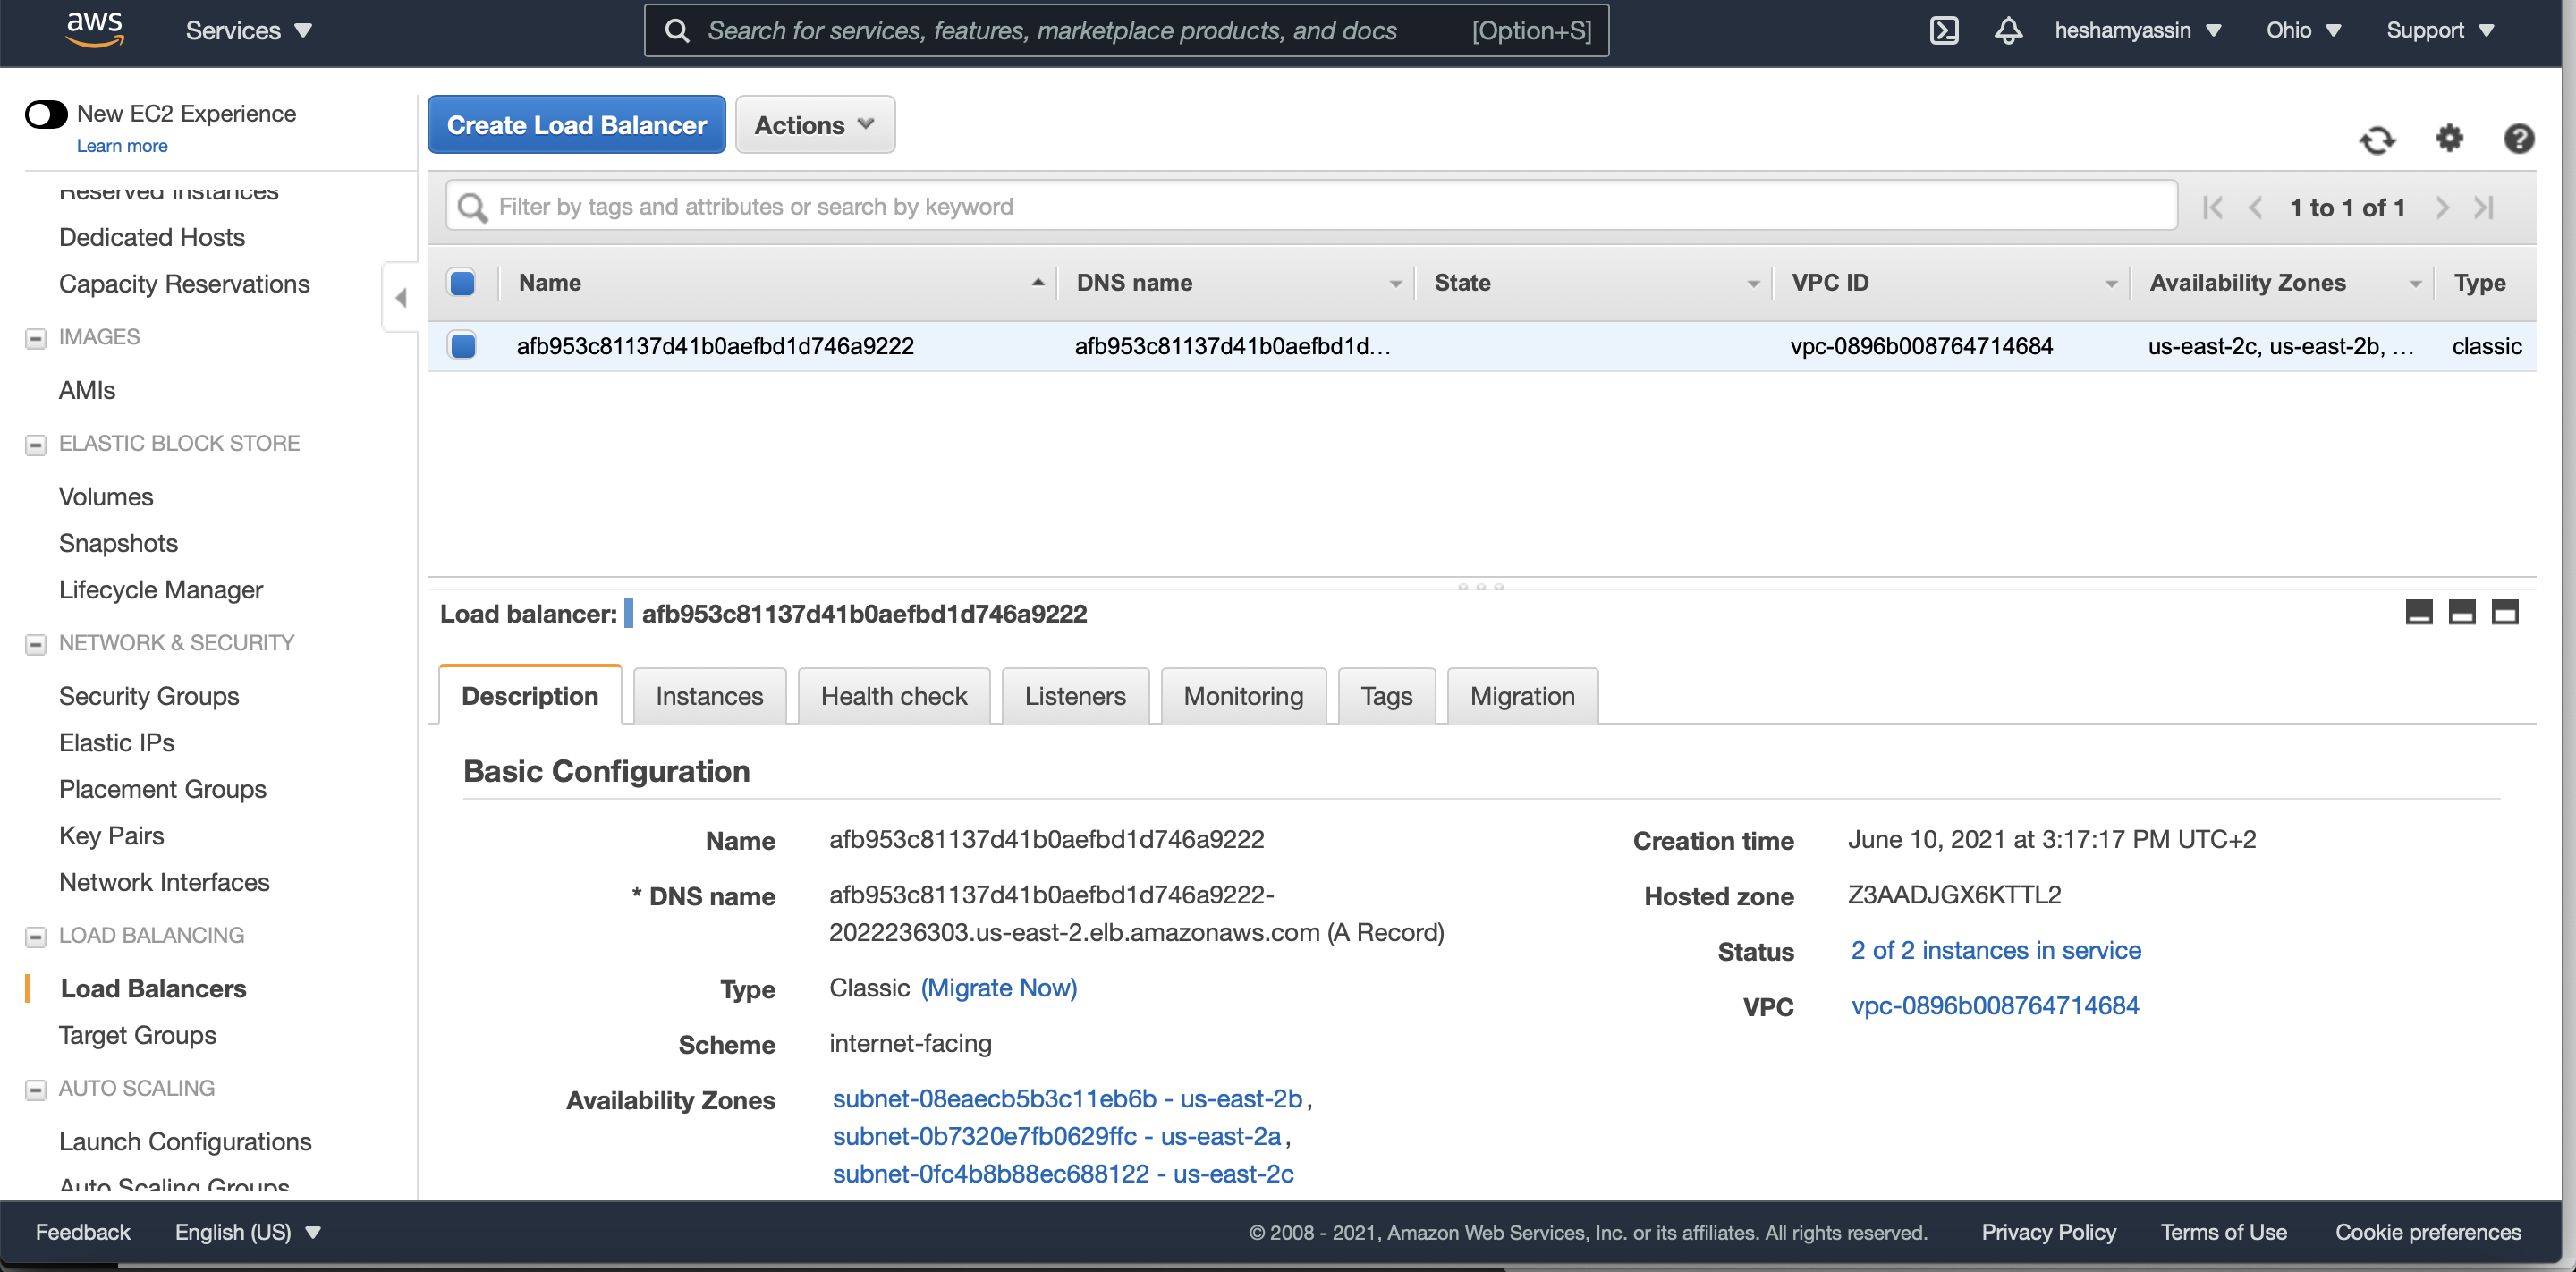 aws
Services
Search for services, features, marketplace products, and docs [Option+S]
heshamyassin
Ohio
Support
New EC2 Experience
Learn more
Reserved Instances
Dedicated Hosts
Capacity Reservations
IMAGES
AMIs
ELASTIC BLOCK STORE
Volumes
Snapshots
Lifecycle Manager
NETWORK & SECURITY
Security Groups
Elastic IPs
Placement Groups
Key Pairs
Network Interfaces
LOAD BALANCING
Load Balancers
Target Groups
AUTO SCALING
Launch Configurations
Auto Scaling Groups
Create Load Balancer
Actions
Filter by tags and attributes or search by keyword
1 to 1 of 1
Name DNS name State VPC ID Availability Zones Type
afb953c81137d41b0aefbd1d746a9222 afb953c81137d41b0aefbd1d... vpc-0896b008764714684 us-east-2c, us-east-2b, ... classic
Load balancer: afb953c81137d41b0aefbd1d746a9222
Description Instances Health check Listeners Monitoring Tags Migration
Basic Configuration
Name afb953c81137d41b0aefbd1d746a9222
* DNS name afb953c81137d41b0aefbd1d746a9222-
2022236303.us-east-2.elb.amazonaws.com (A Record)
Type Classic (Migrate Now)
Scheme internet-facing
Availability Zones subnet-08eaecb5b3c11eb6b - us-east-2b,
subnet-0b7320e7fb0629ffc - us-east-2a,
subnet-0fc4b8b88ec688122 - us-east-2c
Creation time June 10, 2021 at 3:17:17 PM UTC+2
Hosted zone Z3AADJGX6KTTL2
Status 2 of 2 instances in service
VPC vpc-0896b008764714684
Feedback
English (US)
© 2008 - 2021, Amazon Web Services, Inc. or its affiliates. All rights reserved.
Privacy Policy
Terms of Use
Cookie preferences